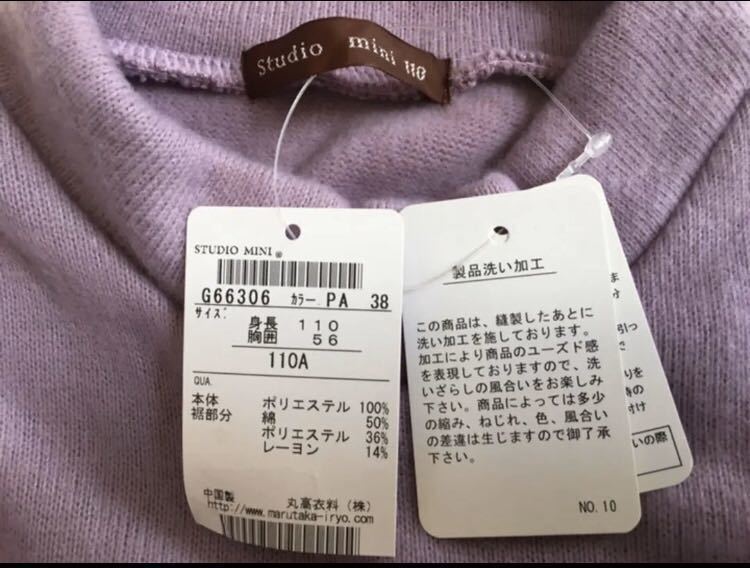 Studio mini 110
STUDIO MINI®
G66306 ｶﾗｰ PA 38
サイズ:
身長 110
胸囲 56
110A
QUA.
本体 ポリエステル 100%
裾部分 綿 50%
ポリエステル 36%
レーヨン 14%
中国製 丸高衣料（株）
http://www.marutaka-iryo.com
製品洗い加工
この商品は、縫製したあとに
洗い加工を施しております。
加工により商品のユーズド感
を表現しておりますので、洗
いざらしの風合いをお楽しみ
下さい。商品によっては多少
の縮み、ねじれ、色、風合い
の差違は生じますので御了承
下さい。
NO.10
いの際